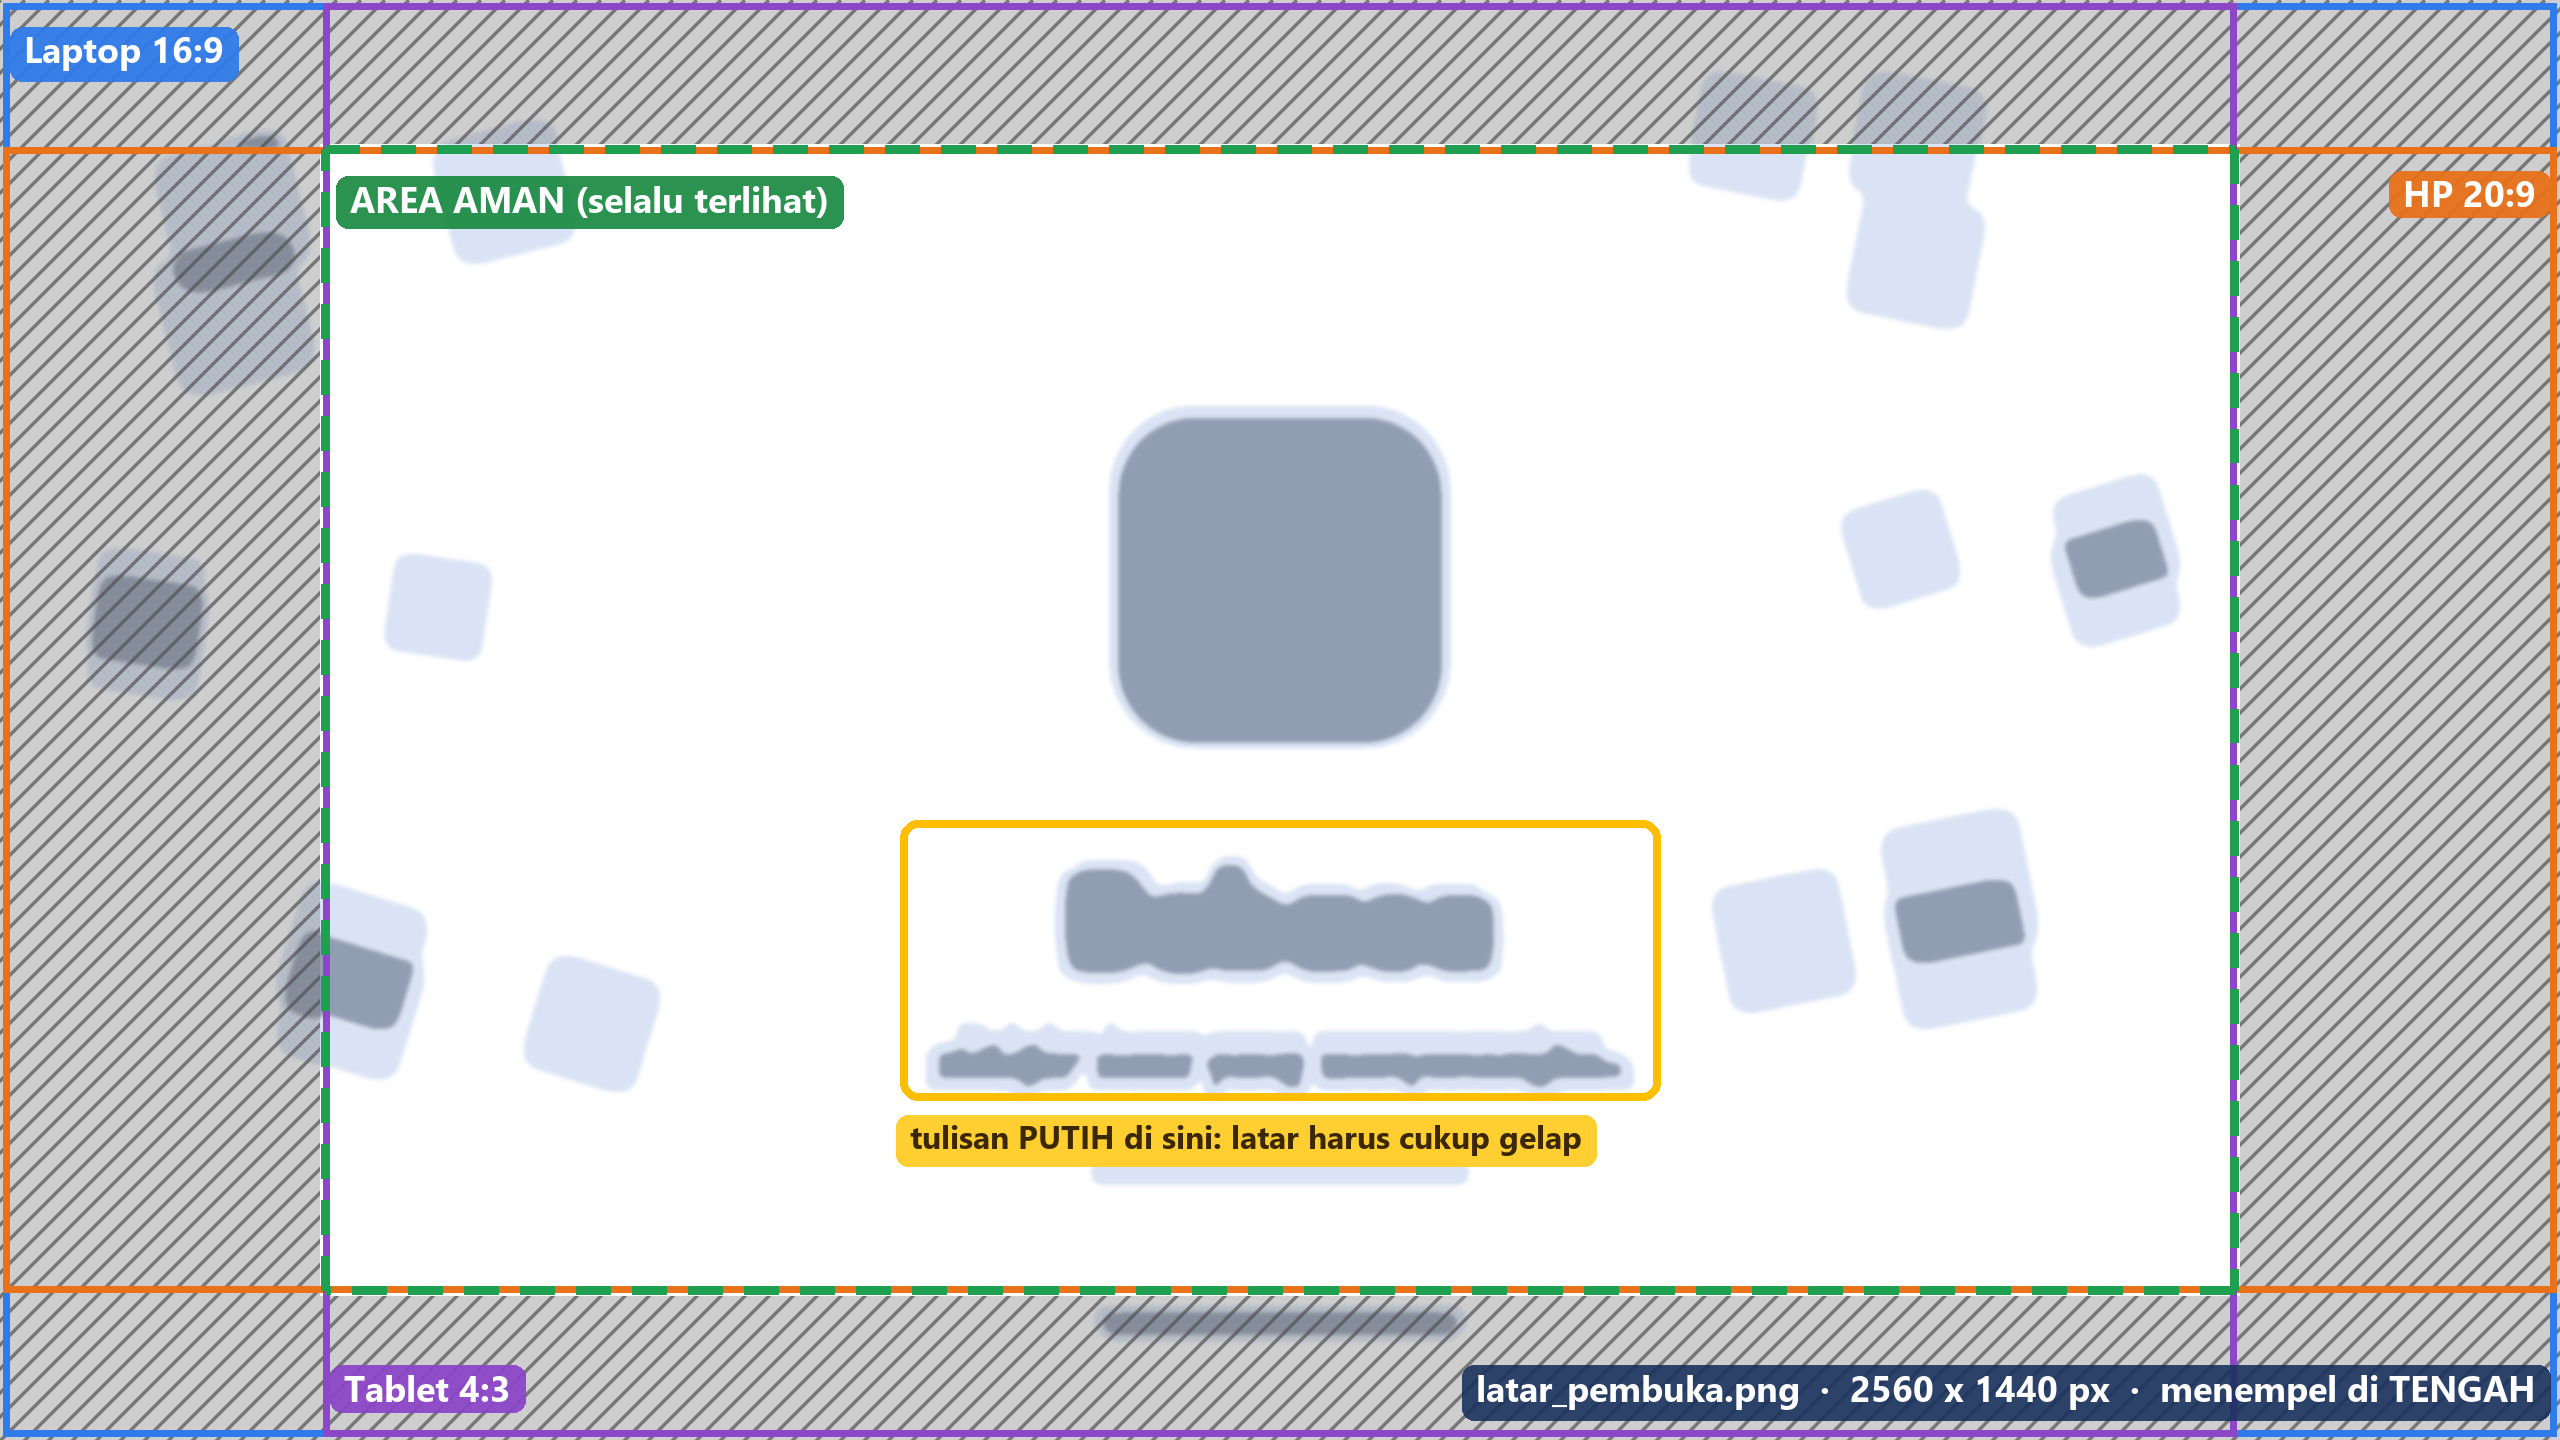 Laptop 16:9
AREA AMAN (selalu terlihat)
HP 20:9
tulisan PUTIH di sini: latar harus cukup gelap
Tablet 4:3
latar_pembuka.png · 2560 x 1440 px · menempel di TENGAH